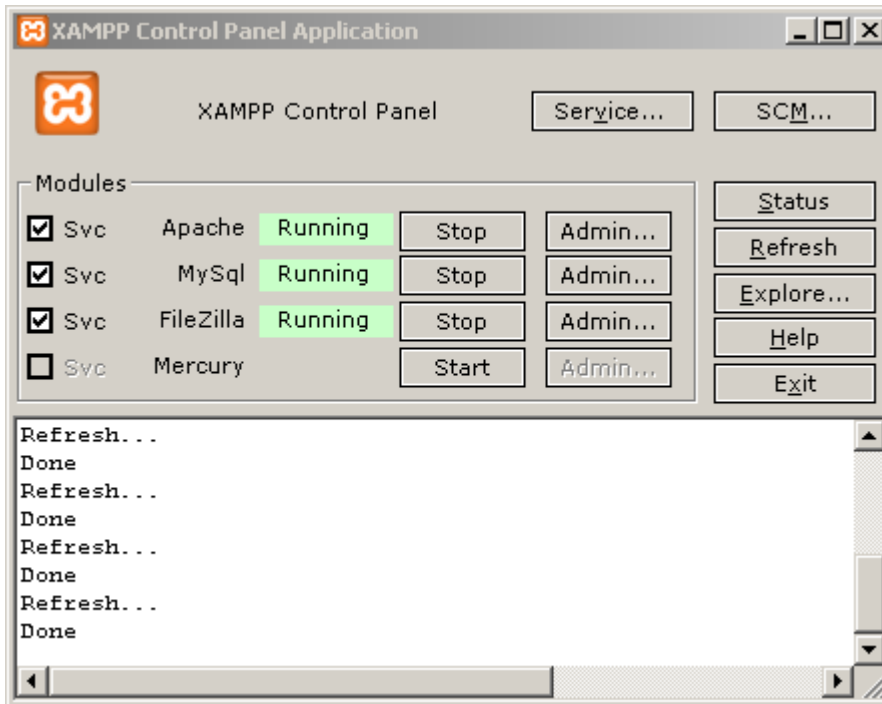 XAMPP Control Panel Application
XAMPP Control Panel
Service...
SCM...
Modules
Svc Apache Running Stop Admin...
Svc MySql Running Stop Admin...
Svc FileZilla Running Stop Admin...
Svc Mercury Start Admin...
Status
Refresh
Explore...
Help
Exit
Refresh...
Done
Refresh...
Done
Refresh...
Done
Refresh...
Done